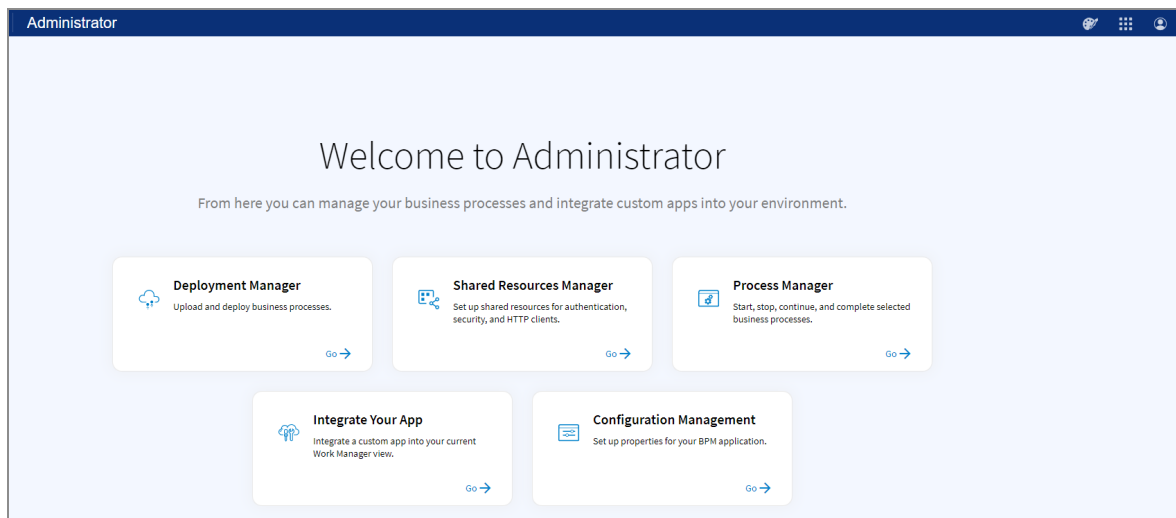 Administrator
Welcome to Administrator
From here you can manage your business processes and integrate custom apps into your environment.
Deployment Manager
Upload and deploy business processes.
Go
Shared Resources Manager
Set up shared resources for authentication,
security, and HTTP clients.
Go
Process Manager
Start, stop, continue, and complete selected
business processes.
Go
Integrate Your App
Integrate a custom app into your current
Work Manager view.
Go
Configuration Management
Set up properties for your BPM application.
Go